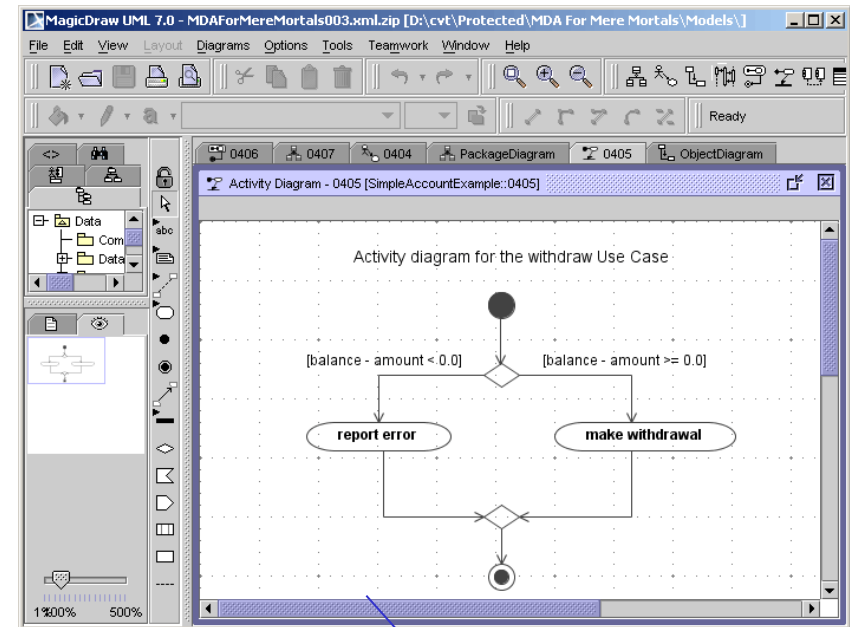 MagicDraw UML 7.0 - MDAForMereMortals003.xml.zip [D:\cvt\Protected\MDA For Mere Mortals\Models\]
File Edit View Layout Diagrams Options Tools Teamwork Window Help
Ready
<> 0406 0407 0404 PackageDiagram 0405 ObjectDiagram
Activity Diagram - 0405 [SimpleAccountExample::0405]
Data
abc
Com
Data
Activity diagram for the withdraw Use Case
[balance - amount < 0.0] [balance - amount >= 0.0]
report error make withdrawal
500%